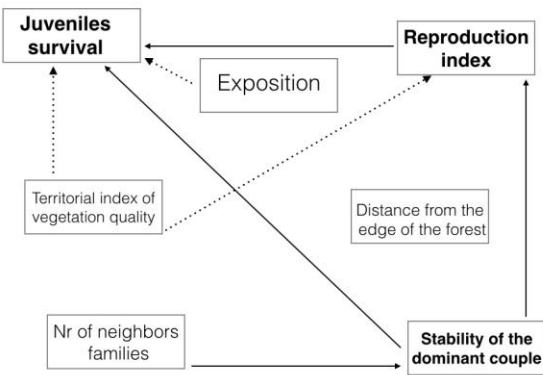 Juveniles
survival
Reproduction
index
Exposition
Territorial index of
vegetation quality
Distance from the
edge of the forest
Nr of neighbors
families
Stability of the
dominant couple